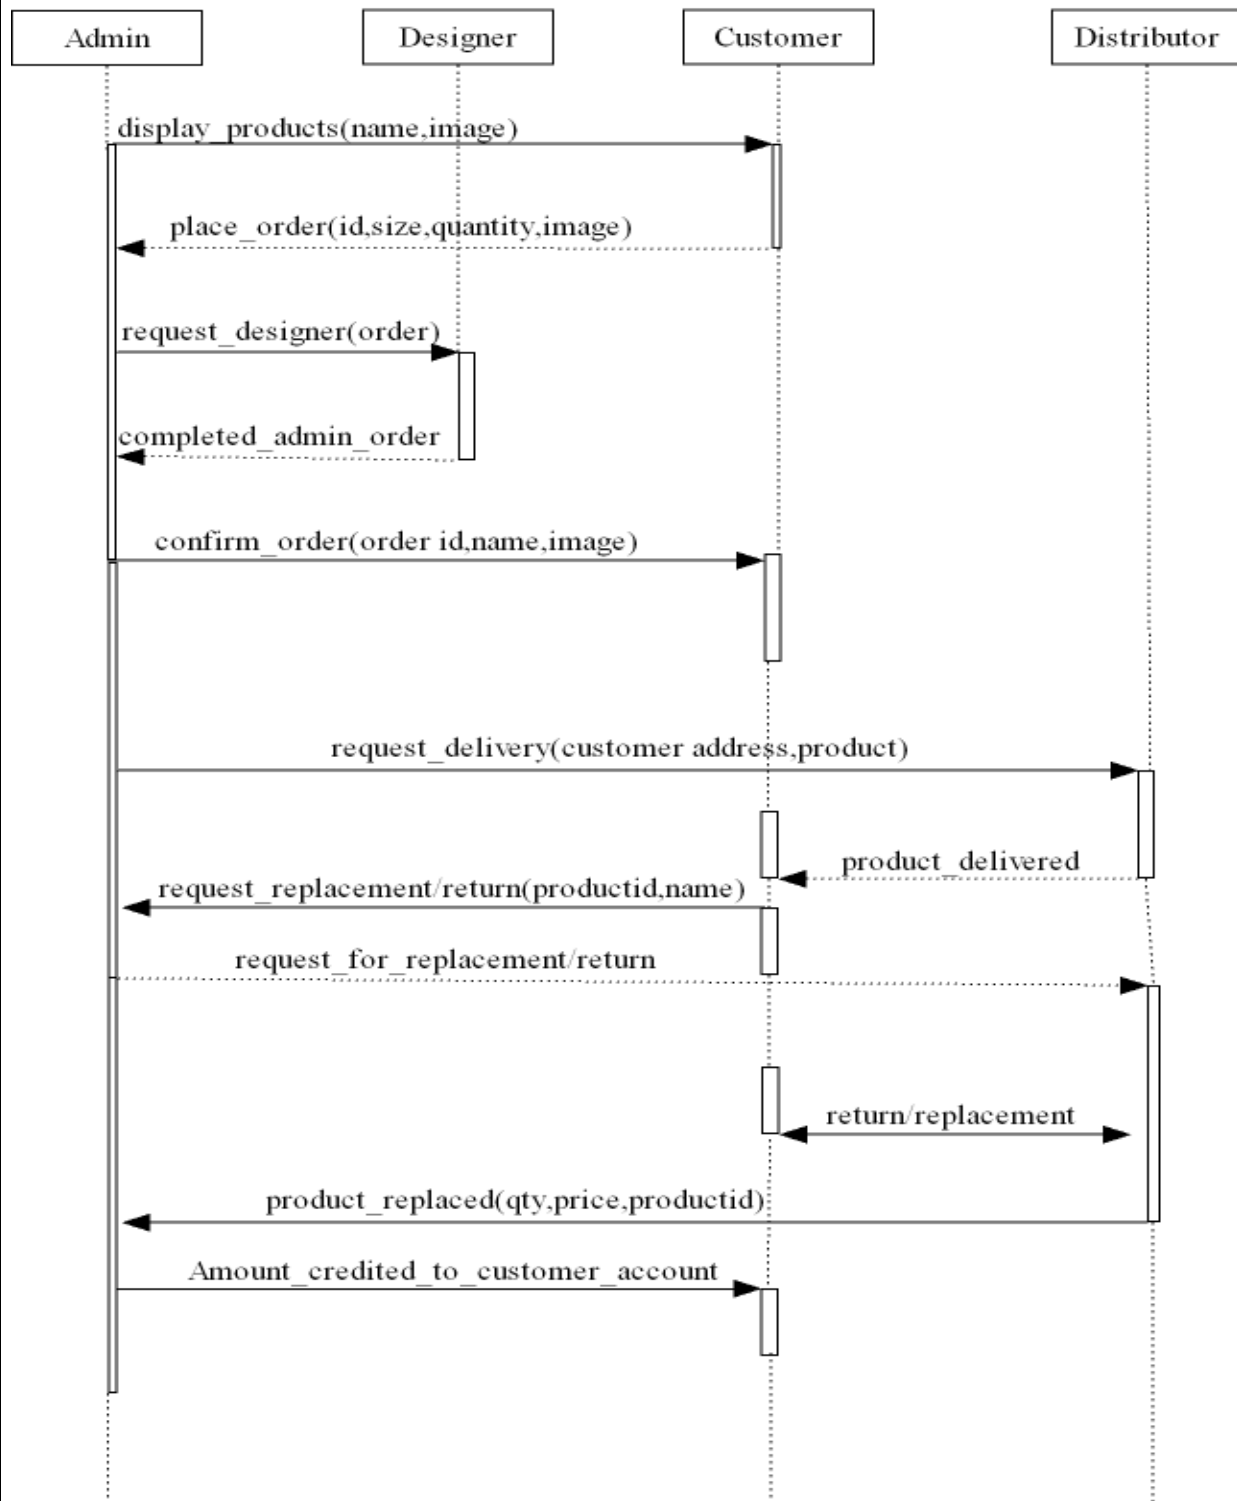 Admin
Designer
Customer
Distributor
display_products(name,image)
place_order(id,size,quantity,image)
request_designer(order)
completed_admin_order
confirm_order(order id,name,image)
request_delivery(customer address,product)
product_delivered
request_replacement/return(productid,name)
request_for_replacement/return
return/replacement
product_replaced(qty,price,productid)
Amount_credited_to_customer_account